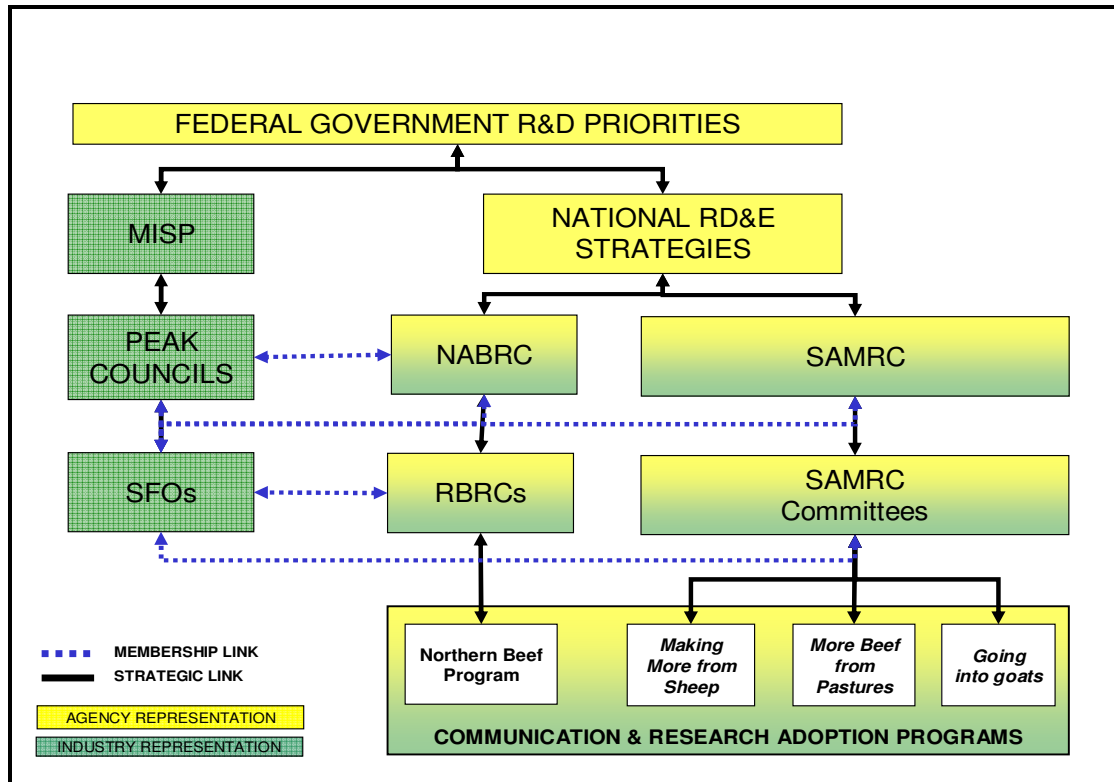 FEDERAL GOVERNMENT R&D PRIORITIES
MISP
NATIONAL RD&E
STRATEGIES
PEAK
COUNCILS
NABRC
SAMRC
SFOs
RBRCs
SAMRC
Committees
Northern Beef
Program
Making
More from
Sheep
More Beef
from
Pastures
Going
into goats
COMMUNICATION & RESEARCH ADOPTION PROGRAMS
MEMBERSHIP LINK
STRATEGIC LINK
AGENCY REPRESENTATION
INDUSTRY REPRESENTATION